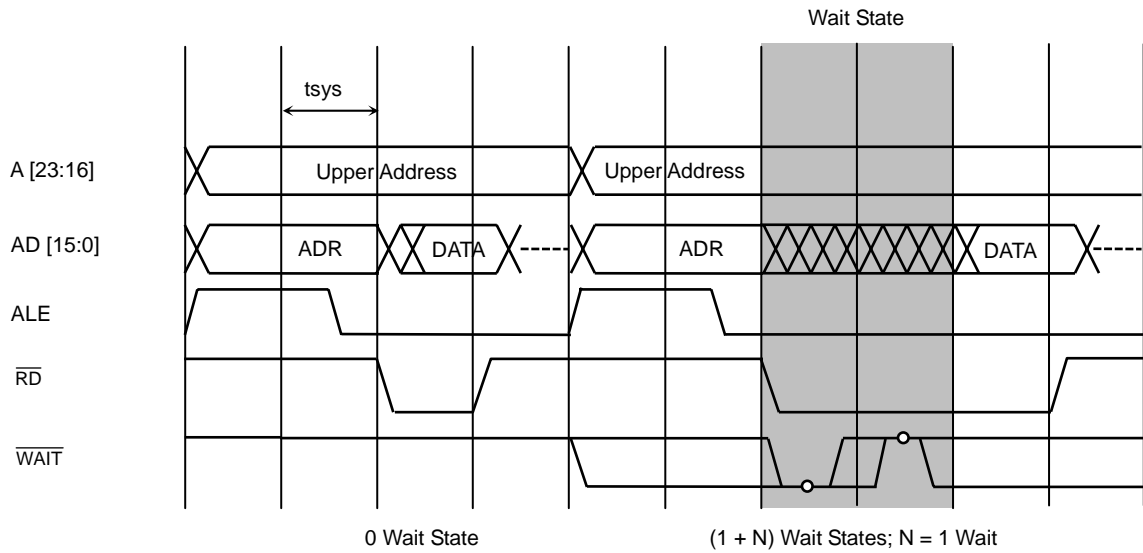 Wait State
tsys
A [23:16]
Upper Address
Upper Address
AD [15:0]
ADR
DATA
ADR
DATA
ALE
RD
WAIT
0 Wait State
(1 + N) Wait States; N = 1 Wait